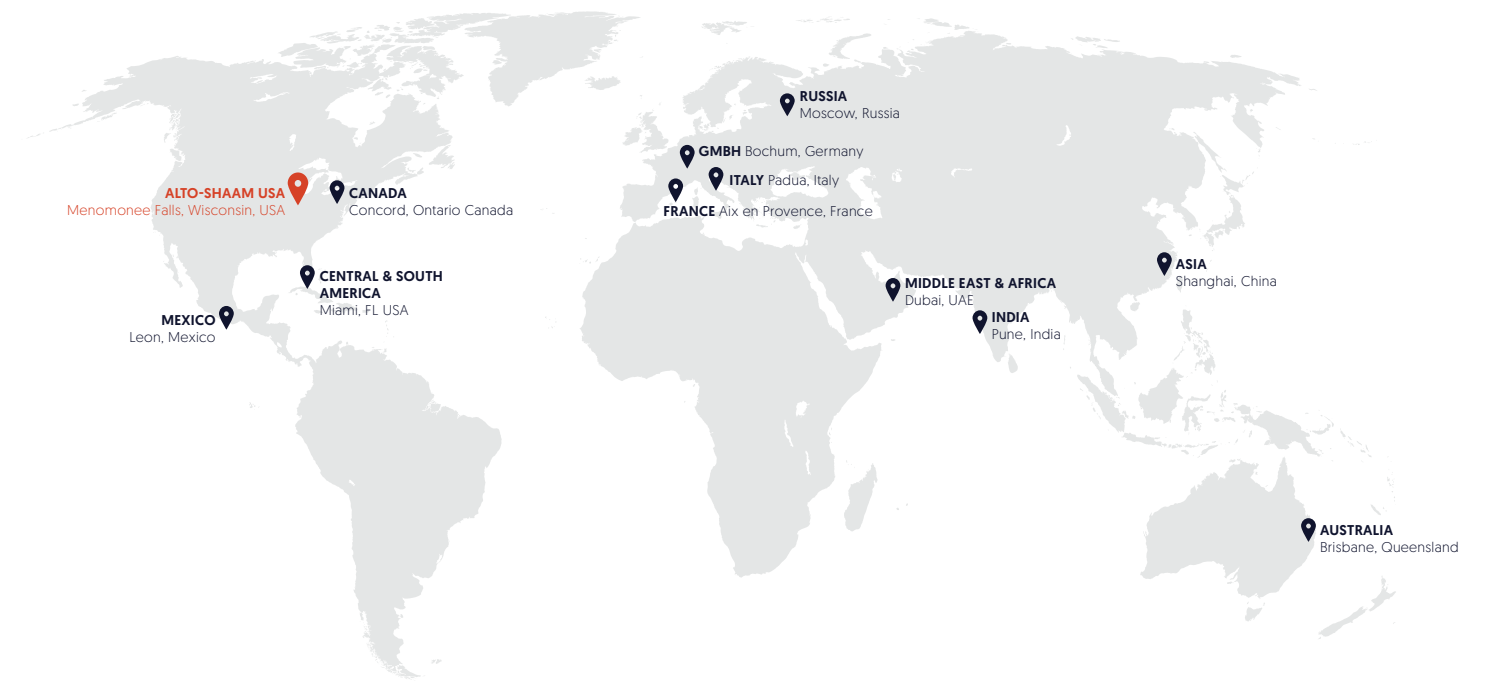 RUSSIA
Moscow, Russia
GMBH Bochum, Germany
ITALY Padua, Italy
FRANCE Aix en Provence, France
ALTO-SHAAM USA
Menomonee Falls, Wisconsin, USA
CANADA
Concord, Ontario Canada
CENTRAL & SOUTH
AMERICA
Miami, FL USA
MEXICO
Leon, Mexico
MIDDLE EAST & AFRICA
Dubai, UAE
INDIA
Pune, India
ASIA
Shanghai, China
AUSTRALIA
Brisbane, Queensland